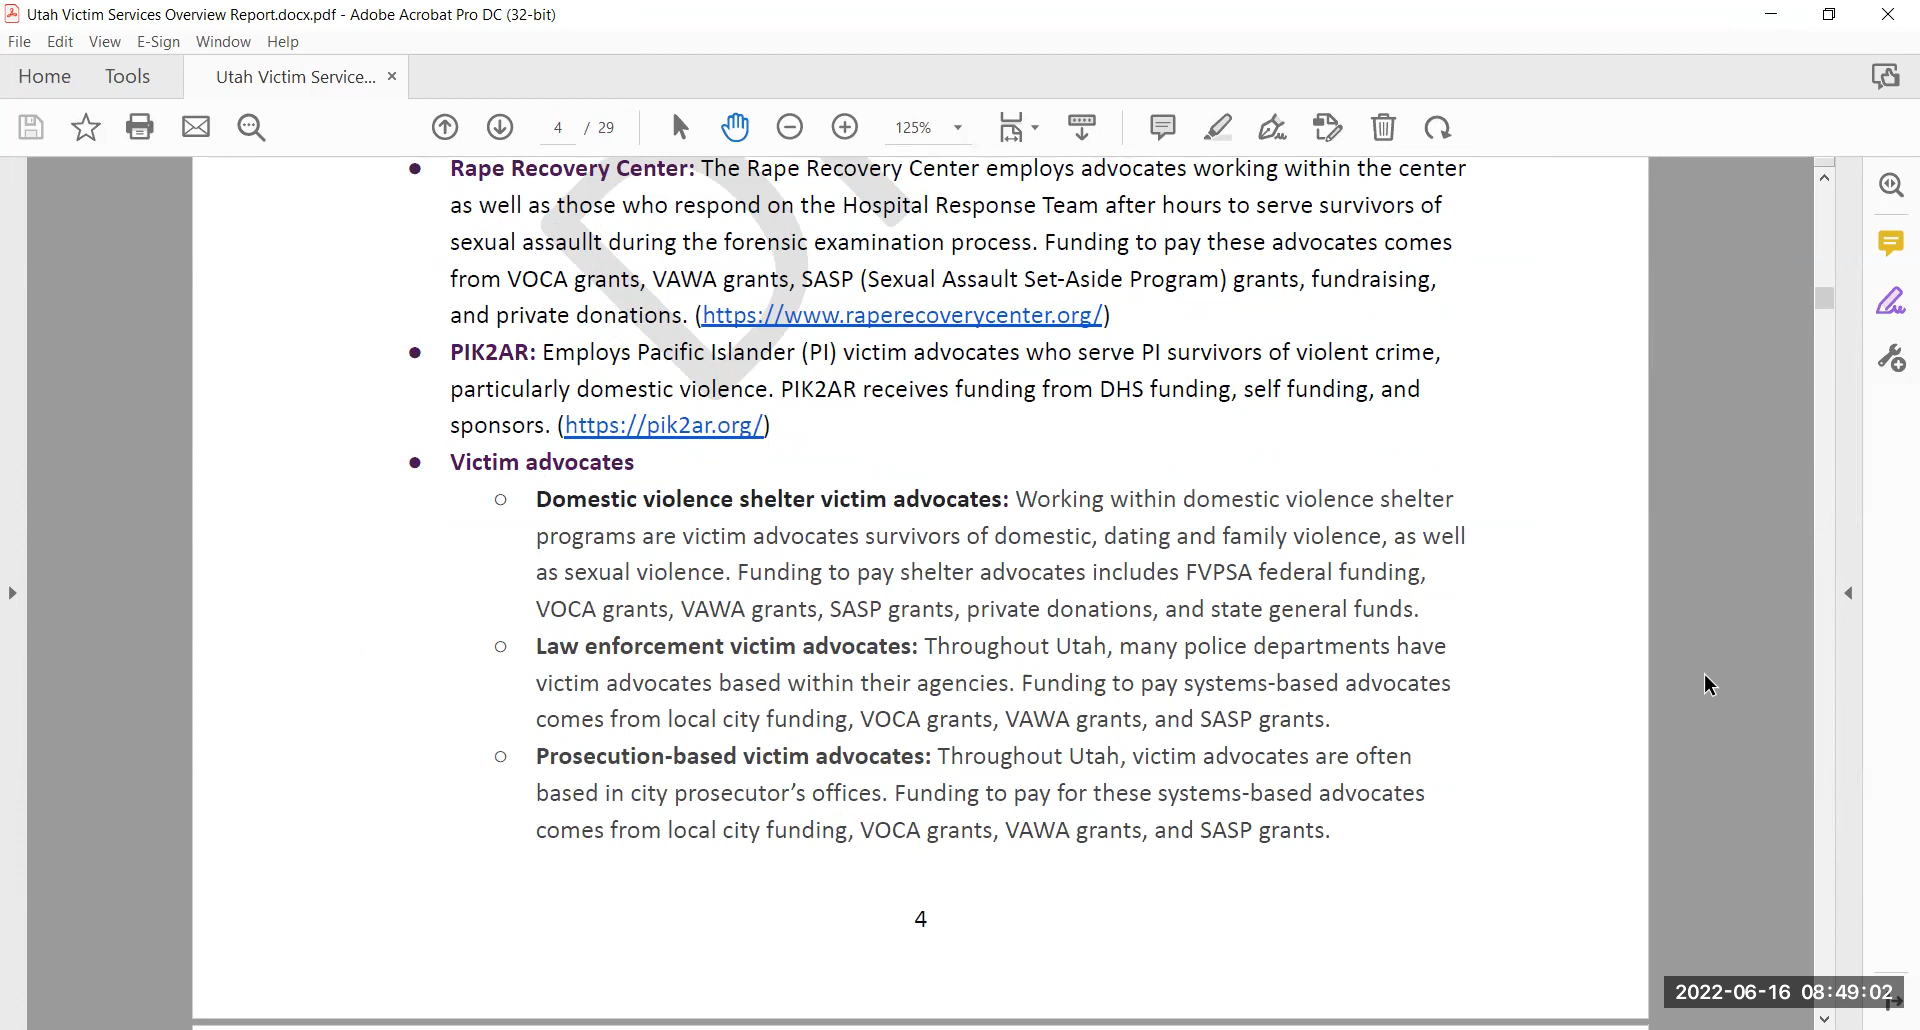 Utah Victim Services Overview Report.docx.pdf - Adobe Acrobat Pro DC (32-bit)
File Edit View E-Sign Window Help
Home Tools Utah Victim Service... ×
4 / 29 125%
● Rape Recovery Center: The Rape Recovery Center employs advocates working within the center
as well as those who respond on the Hospital Response Team after hours to serve survivors of
sexual assaullt during the forensic examination process. Funding to pay these advocates comes
from VOCA grants, VAWA grants, SASP (Sexual Assault Set-Aside Program) grants, fundraising,
and private donations. (https://www.raperecoverycenter.org/)
● PIK2AR: Employs Pacific Islander (PI) victim advocates who serve PI survivors of violent crime,
particularly domestic violence. PIK2AR receives funding from DHS funding, self funding, and
sponsors. (https://pik2ar.org/)
● Victim advocates
○ Domestic violence shelter victim advocates: Working within domestic violence shelter
programs are victim advocates survivors of domestic, dating and family violence, as well
as sexual violence. Funding to pay shelter advocates includes FVPSA federal funding,
VOCA grants, VAWA grants, SASP grants, private donations, and state general funds.
○ Law enforcement victim advocates: Throughout Utah, many police departments have
victim advocates based within their agencies. Funding to pay systems-based advocates
comes from local city funding, VOCA grants, VAWA grants, and SASP grants.
○ Prosecution-based victim advocates: Throughout Utah, victim advocates are often
based in city prosecutor’s offices. Funding to pay for these systems-based advocates
comes from local city funding, VOCA grants, VAWA grants, and SASP grants.
4
2022-06-16 08:49:02